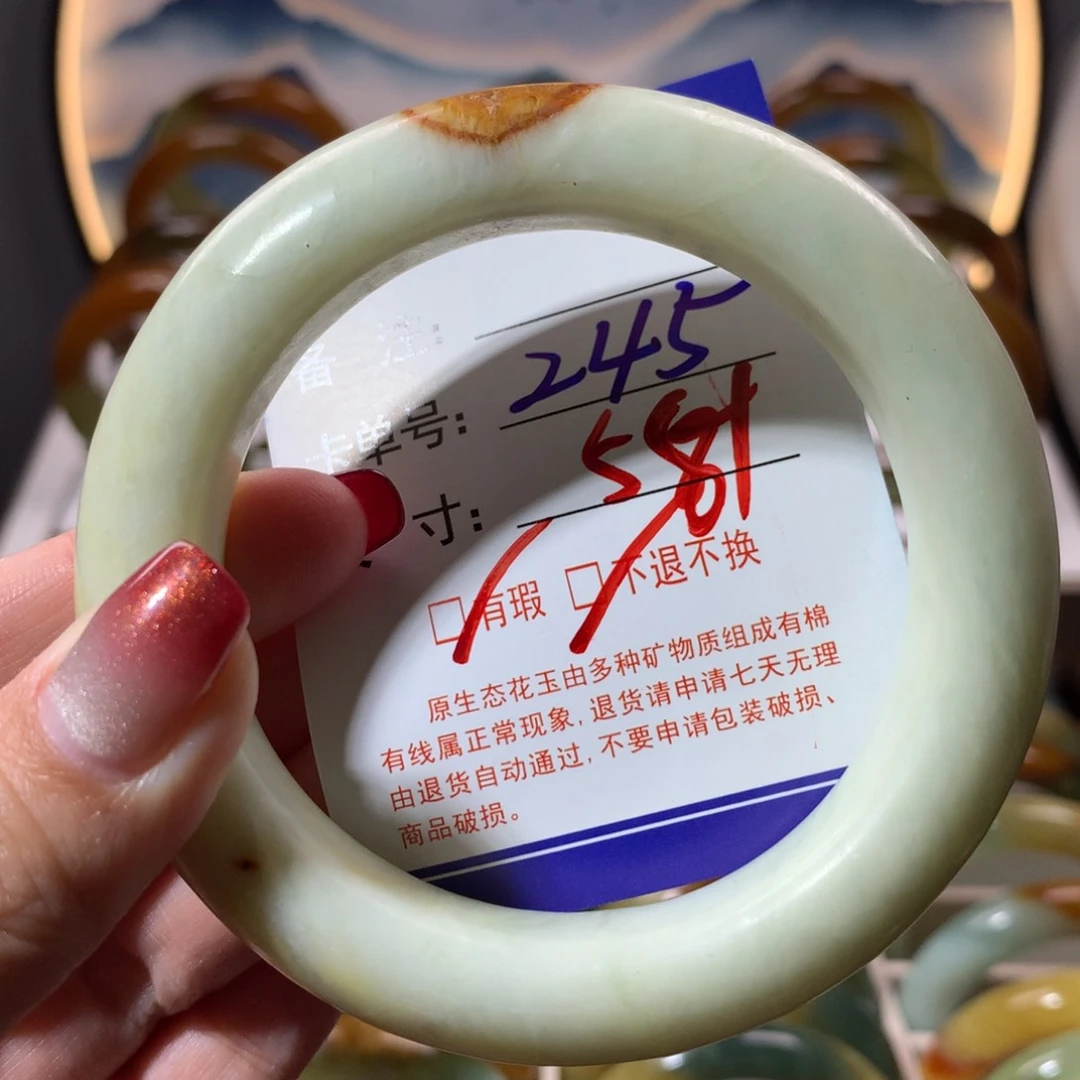 备 注:
卡单号: 245
寸: 581
□有瑕 □不退不换
原生态花玉由多种矿物质组成有棉
有线属正常现象,退货请申请七天无理
由退货自动通过,不要申请包装破损、
商品破损。